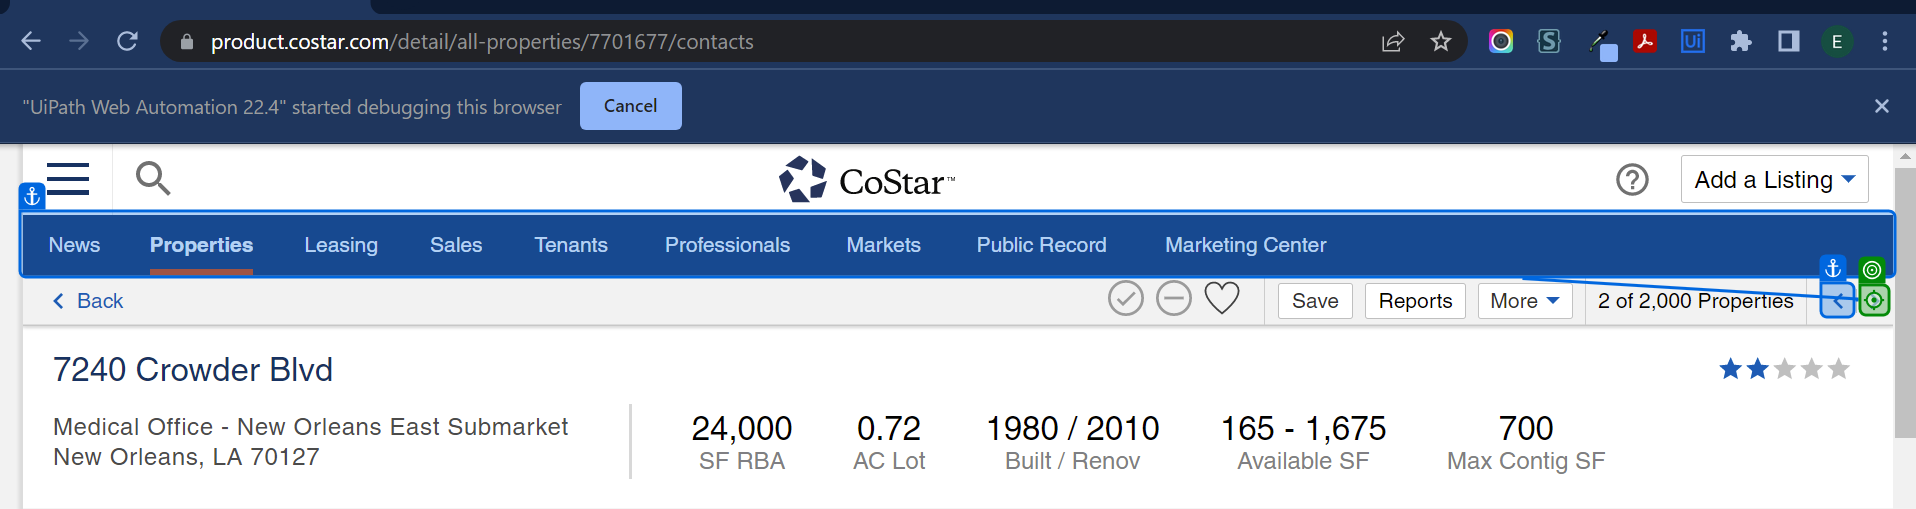 product.costar.com/detail/all-properties/7701677/contacts
S
Ui
E
"UiPath Web Automation 22.4" started debugging this browser
Cancel
CoStar™
Add a Listing
News Properties Leasing Sales Tenants Professionals Markets Public Record Marketing Center
Back
Save Reports More 2 of 2,000 Properties
7240 Crowder Blvd
Medical Office - New Orleans East Submarket
New Orleans, LA 70127
24,000 0.72 1980 / 2010 165 - 1,675 700
SF RBA AC Lot Built / Renov Available SF Max Contig SF